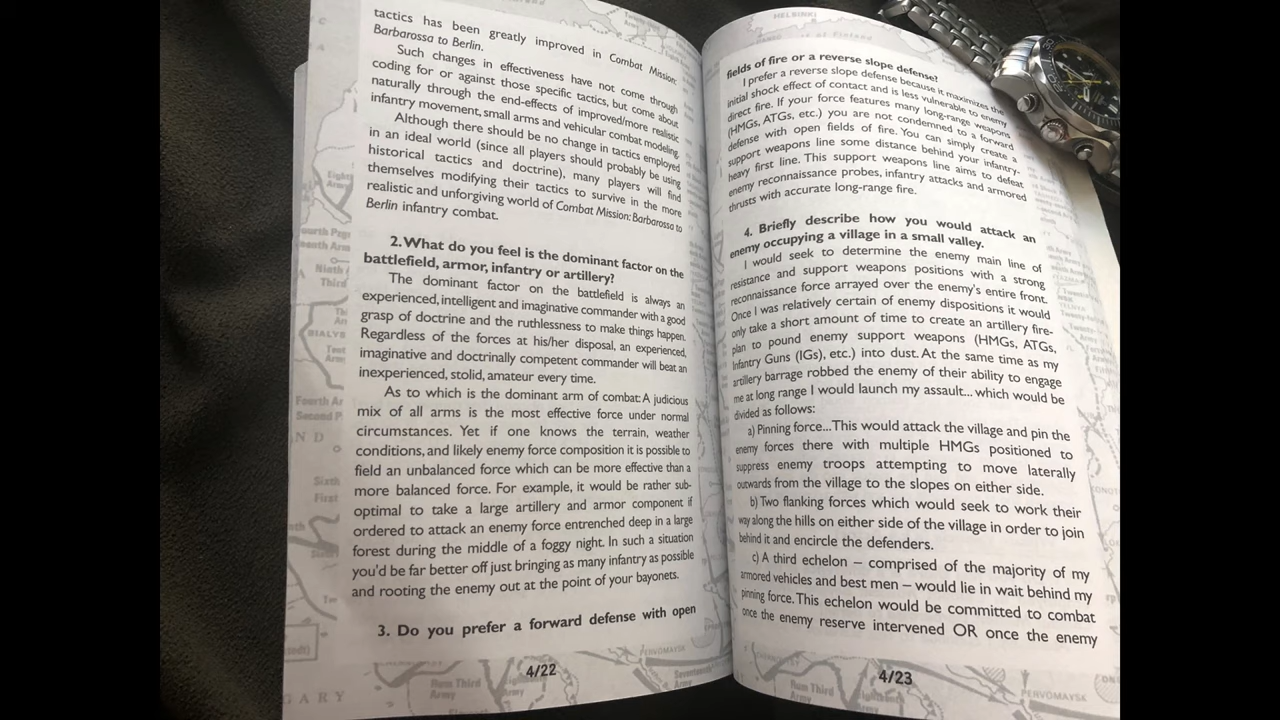 tactics has been greatly improved in Combat Mission:
Barbarossa to Berlin.
Such changes in effectiveness have not come through
coding for or against those specific tactics, but come about
naturally through the end-effects of improved/more realistic
infantry movement, small arms and vehicular combat modeling.
Although there should be no change in tactics employed
in an ideal world (since all players should probably be using
historical tactics and doctrine), many players will find
themselves modifying their tactics to survive in the more
realistic and unforgiving world of Combat Mission: Barbarossa to
Berlin infantry combat.
2. What do you feel is the dominant factor on the
battlefield, armor, infantry or artillery?
The dominant factor on the battlefield is always an
experienced, intelligent and imaginative commander with a good
grasp of doctrine and the ruthlessness to make things happen.
Regardless of the forces at his/her disposal, an experienced,
imaginative and doctrinally competent commander will beat an
inexperienced, stolid, amateur every time.
As to which is the dominant arm of combat: A judicious
mix of all arms is the most effective force under normal
circumstances. Yet if one knows the terrain, weather
conditions, and likely enemy force composition it is possible to
field an unbalanced force which can be more effective than a
more balanced force. For example, it would be rather sub-
optimal to take a large artillery and armor component if
ordered to attack an enemy force entrenched deep in a large
forest during the middle of a foggy night. In such a situation
you'd be far better off just bringing as many infantry as possible
and rooting the enemy out at the point of your bayonets.
3. Do you prefer a forward defense with open
4/22
fields of fire or a reverse slope defense?
I prefer a reverse slope defense because it maximizes the
initial shock effect of contact and is less vulnerable to enemy
direct fire. If your force features many long-range weapons
(HMGs, ATGs, etc.) you are not condemned to a forward
defense with open fields of fire. You can simply create a
support weapons line some distance behind your infantry-
heavy first line. This support weapons line aims to defeat
enemy reconnaissance probes, infantry attacks and armored
thrusts with accurate long-range fire.
4. Briefly describe how you would attack an
enemy occupying a village in a small valley.
I would seek to determine the enemy main line of
resistance and support weapons positions with a strong
reconnaissance force arrayed over the enemy's entire front.
Once I was relatively certain of enemy dispositions it would
only take a short amount of time to create an artillery fire-
plan to pound enemy support weapons (HMGs, ATGs,
Infantry Guns (IGs), etc.) into dust. At the same time as my
artillery barrage robbed the enemy of their ability to engage
me at long range I would launch my assault... which would be
divided as follows:
a) Pinning force...This would attack the village and pin the
enemy forces there with multiple HMGs positioned to
suppress enemy troops attempting to move laterally
outwards from the village to the slopes on either side.
b) Two flanking forces which would seek to work their
way along the hills on either side of the village in order to join
behind it and encircle the defenders.
c) A third echelon – comprised of the majority of my
armored vehicles and best men – would lie in wait behind my
pinning force. This echelon would be committed to combat
once the enemy reserve intervened OR once the enemy
4/23
HELSINKI
PERVOMAYSK
Rum Third
Army
GARY
Rum Third
Army
PERVOMAYSK